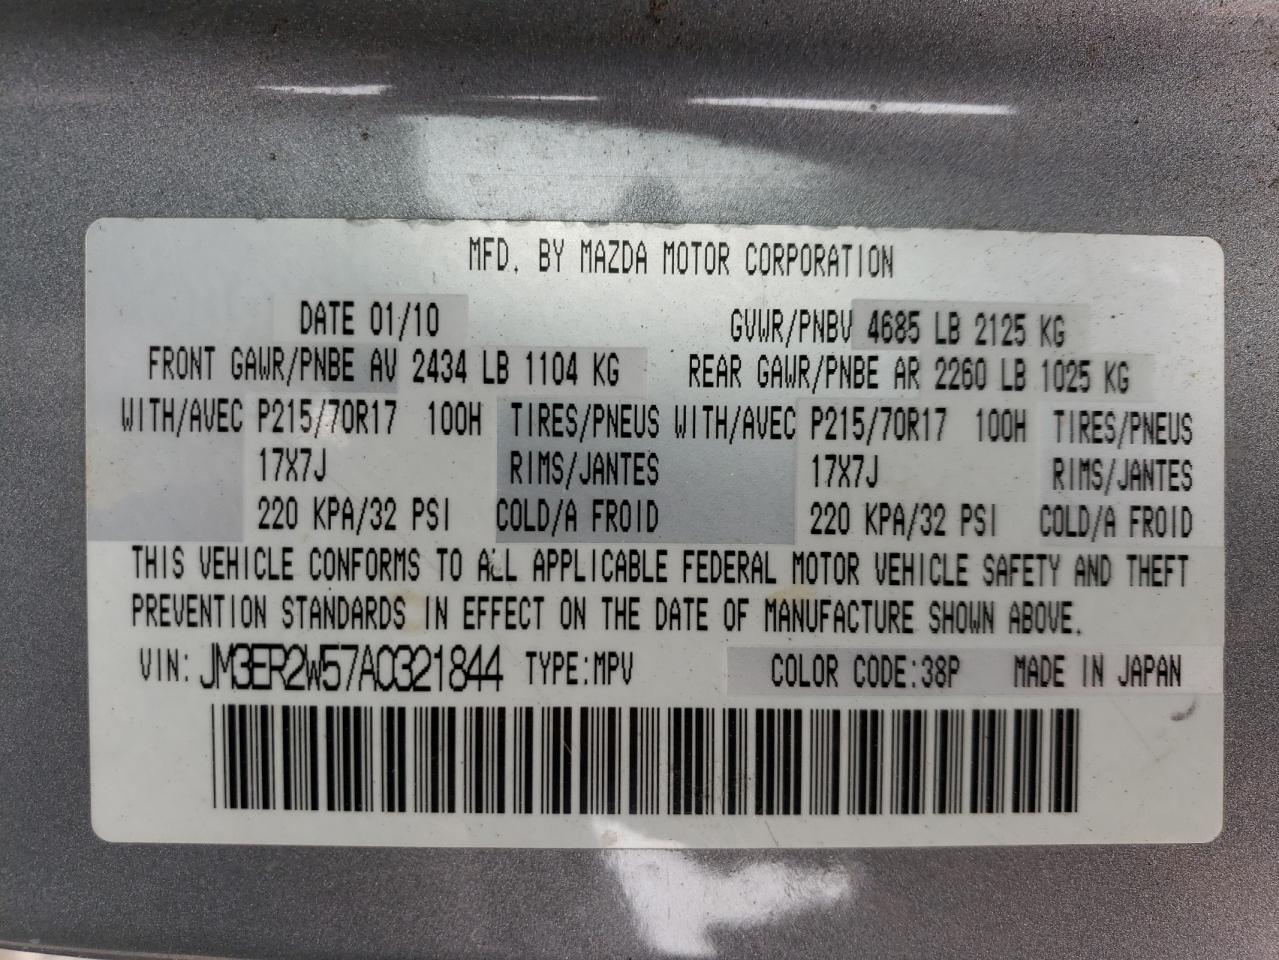 MFD. BY MAZDA MOTOR CORPORATION
DATE 01/10 GVWR/PNBV 4685 LB 2125 KG
FRONT GAWR/PNBE AV 2434 LB 1104 KG REAR GAWR/PNBE AR 2260 LB 1025 KG
WITH/AVEC P215/70R17 100H TIRES/PNEUS WITH/AVEC P215/70R17 100H TIRES/PNEUS
17X7J RIMS/JANTES 17X7J RIMS/JANTES
220 KPA/32 PSI COLD/A FROID 220 KPA/32 PSI COLD/A FROID
THIS VEHICLE CONFORMS TO ALL APPLICABLE FEDERAL MOTOR VEHICLE SAFETY AND THEFT
PREVENTION STANDARDS IN EFFECT ON THE DATE OF MANUFACTURE SHOWN ABOVE.
VIN: JM3ER2W57A0321844 TYPE:MPV COLOR CODE:38P MADE IN JAPAN